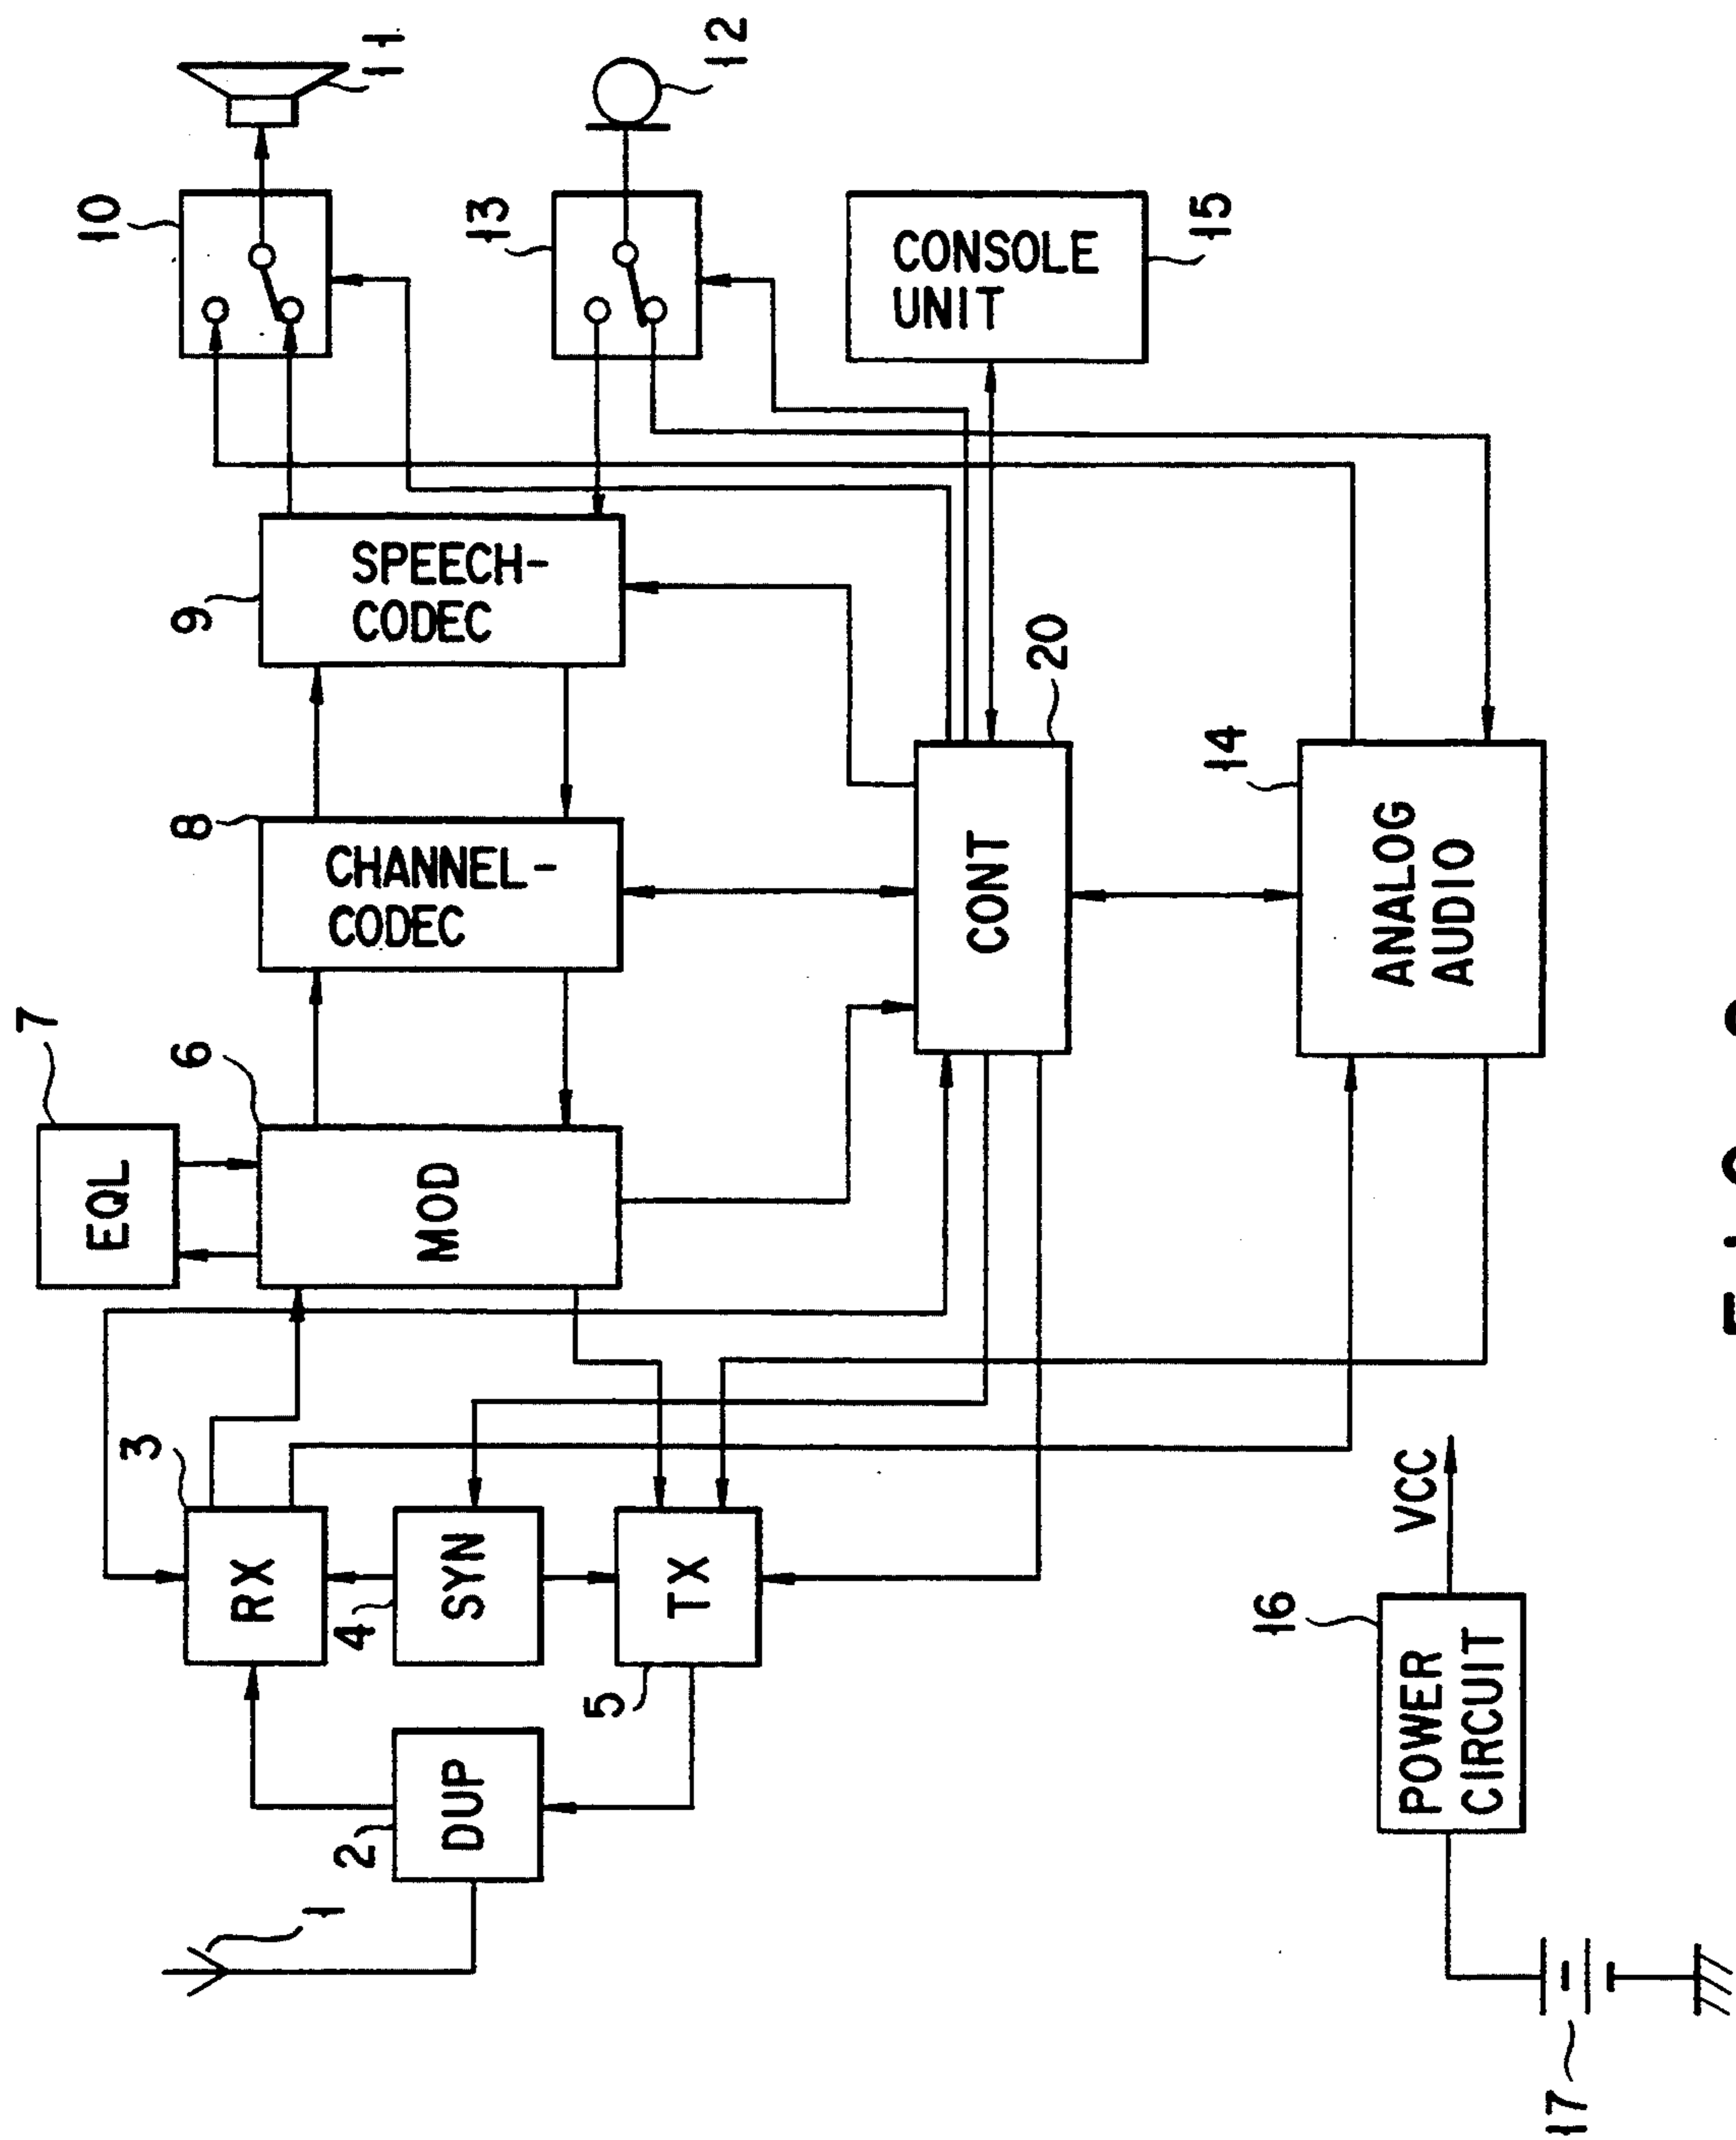 1
2
DUP
3
RX
4
SYN
5
TX
6
MOD
7
EQL
8
CHANNEL-
CODEC
9
SPEECH-
CODEC
10
11
12
13
CONSOLE
UNIT
15
20
CONT
14
ANALOG
AUDIO
16
POWER
CIRCUIT
VCC
17